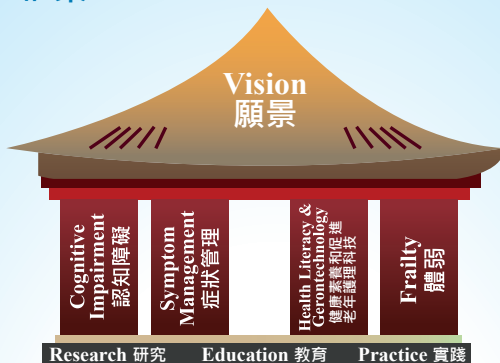 Vision
願景
Cognitive
Impairment
認知障礙
Symptom
Management
症狀管理
Health Literacy &
Gerontechnology
健康素養和促進
老年護理科技
Frailty
體弱
Research 研究 Education 教育 Practice 實踐